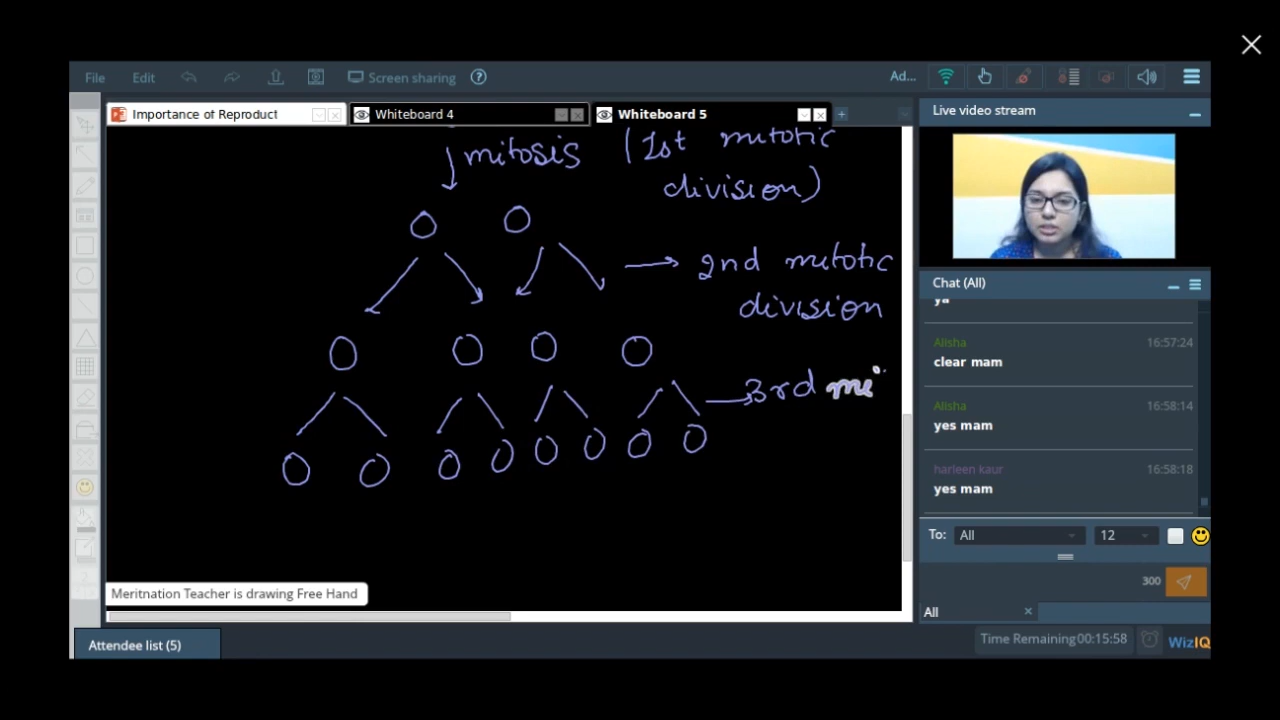 File Edit Screen sharing ? Ad...
Importance of Reproduct Whiteboard 4 Whiteboard 5 +
mitosis (1st mitotic
division)
2nd mitotic
division
3rd mi
Meritnation Teacher is drawing Free Hand
Attendee list (5)
Live video stream
Chat (All)
ya
Alisha 16:57:24
clear mam
Alisha 16:58:14
yes mam
harleen kaur 16:58:18
yes mam
To: All 12
300
All
Time Remaining00:15:58 WizIQ